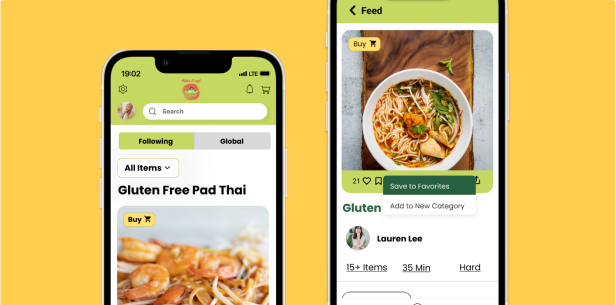 19:02
LTE
Search
Following
Global
All Items
Gluten Free Pad Thai
Buy
Feed
Buy
21
Save to Favorites
Add to New Category
Gluten
Lauren Lee
15+ Items
35 Min
Hard